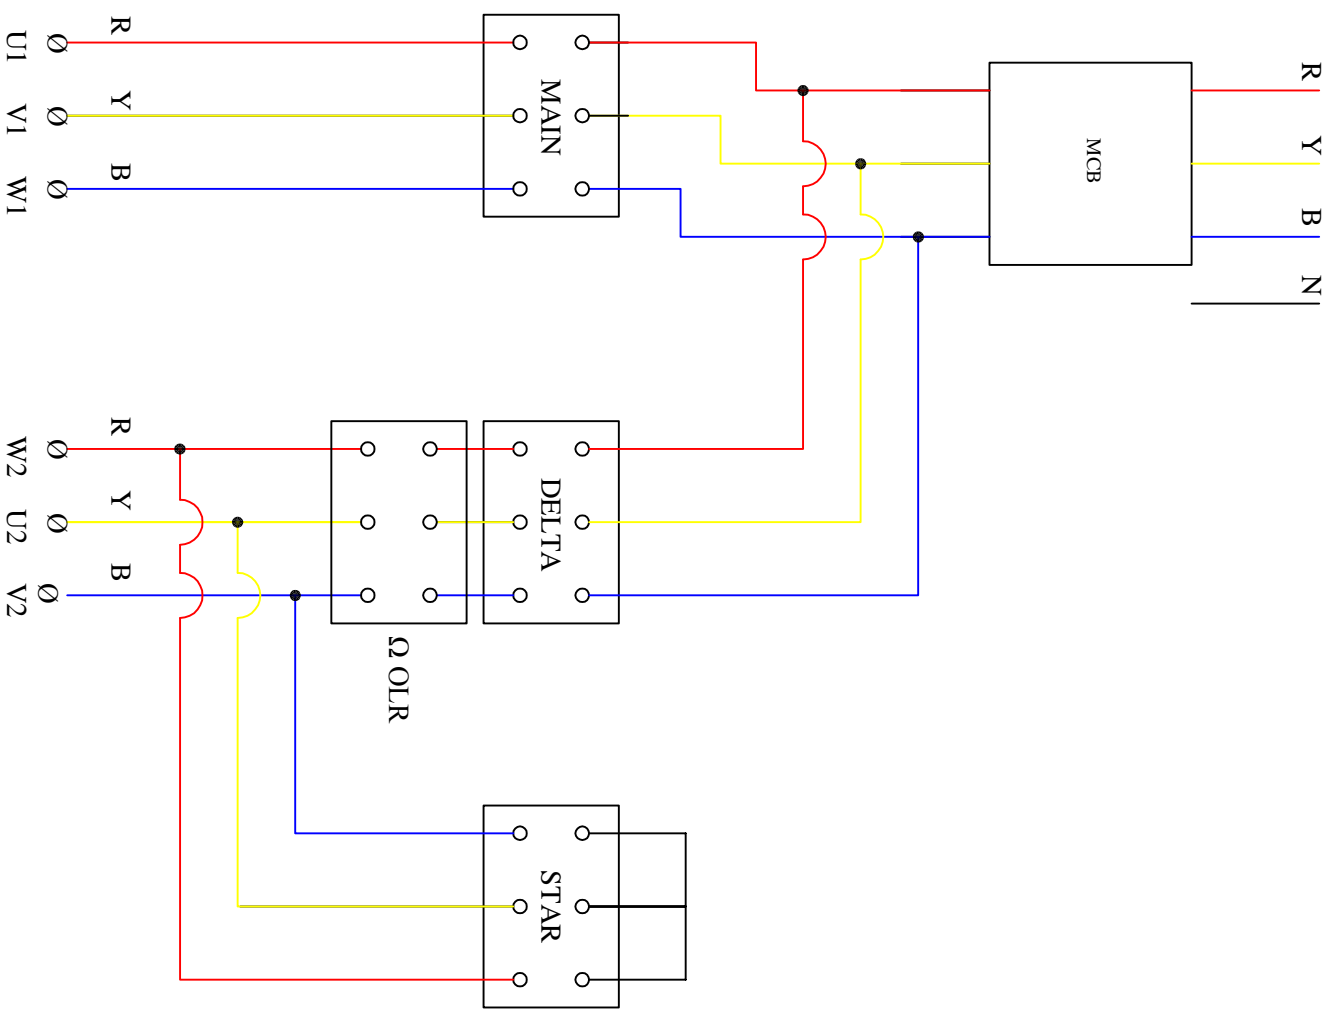 R Y B N
MCB
MAIN DELTA STAR
Ω OLR
R Y B R Y B
Ø Ø Ø Ø Ø Ø
U1 V1 W1 W2 U2 V2